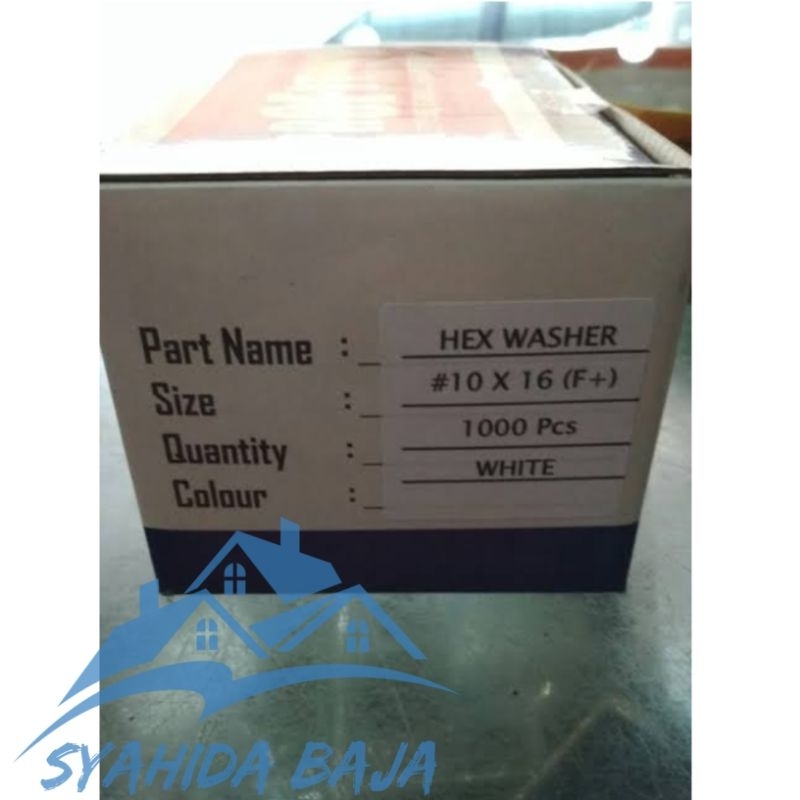 Part Name : HEX WASHER
Size : #10 X 16 (F+)
Quantity : 1000 Pcs
Colour : WHITE
SYAHIDA BAJA